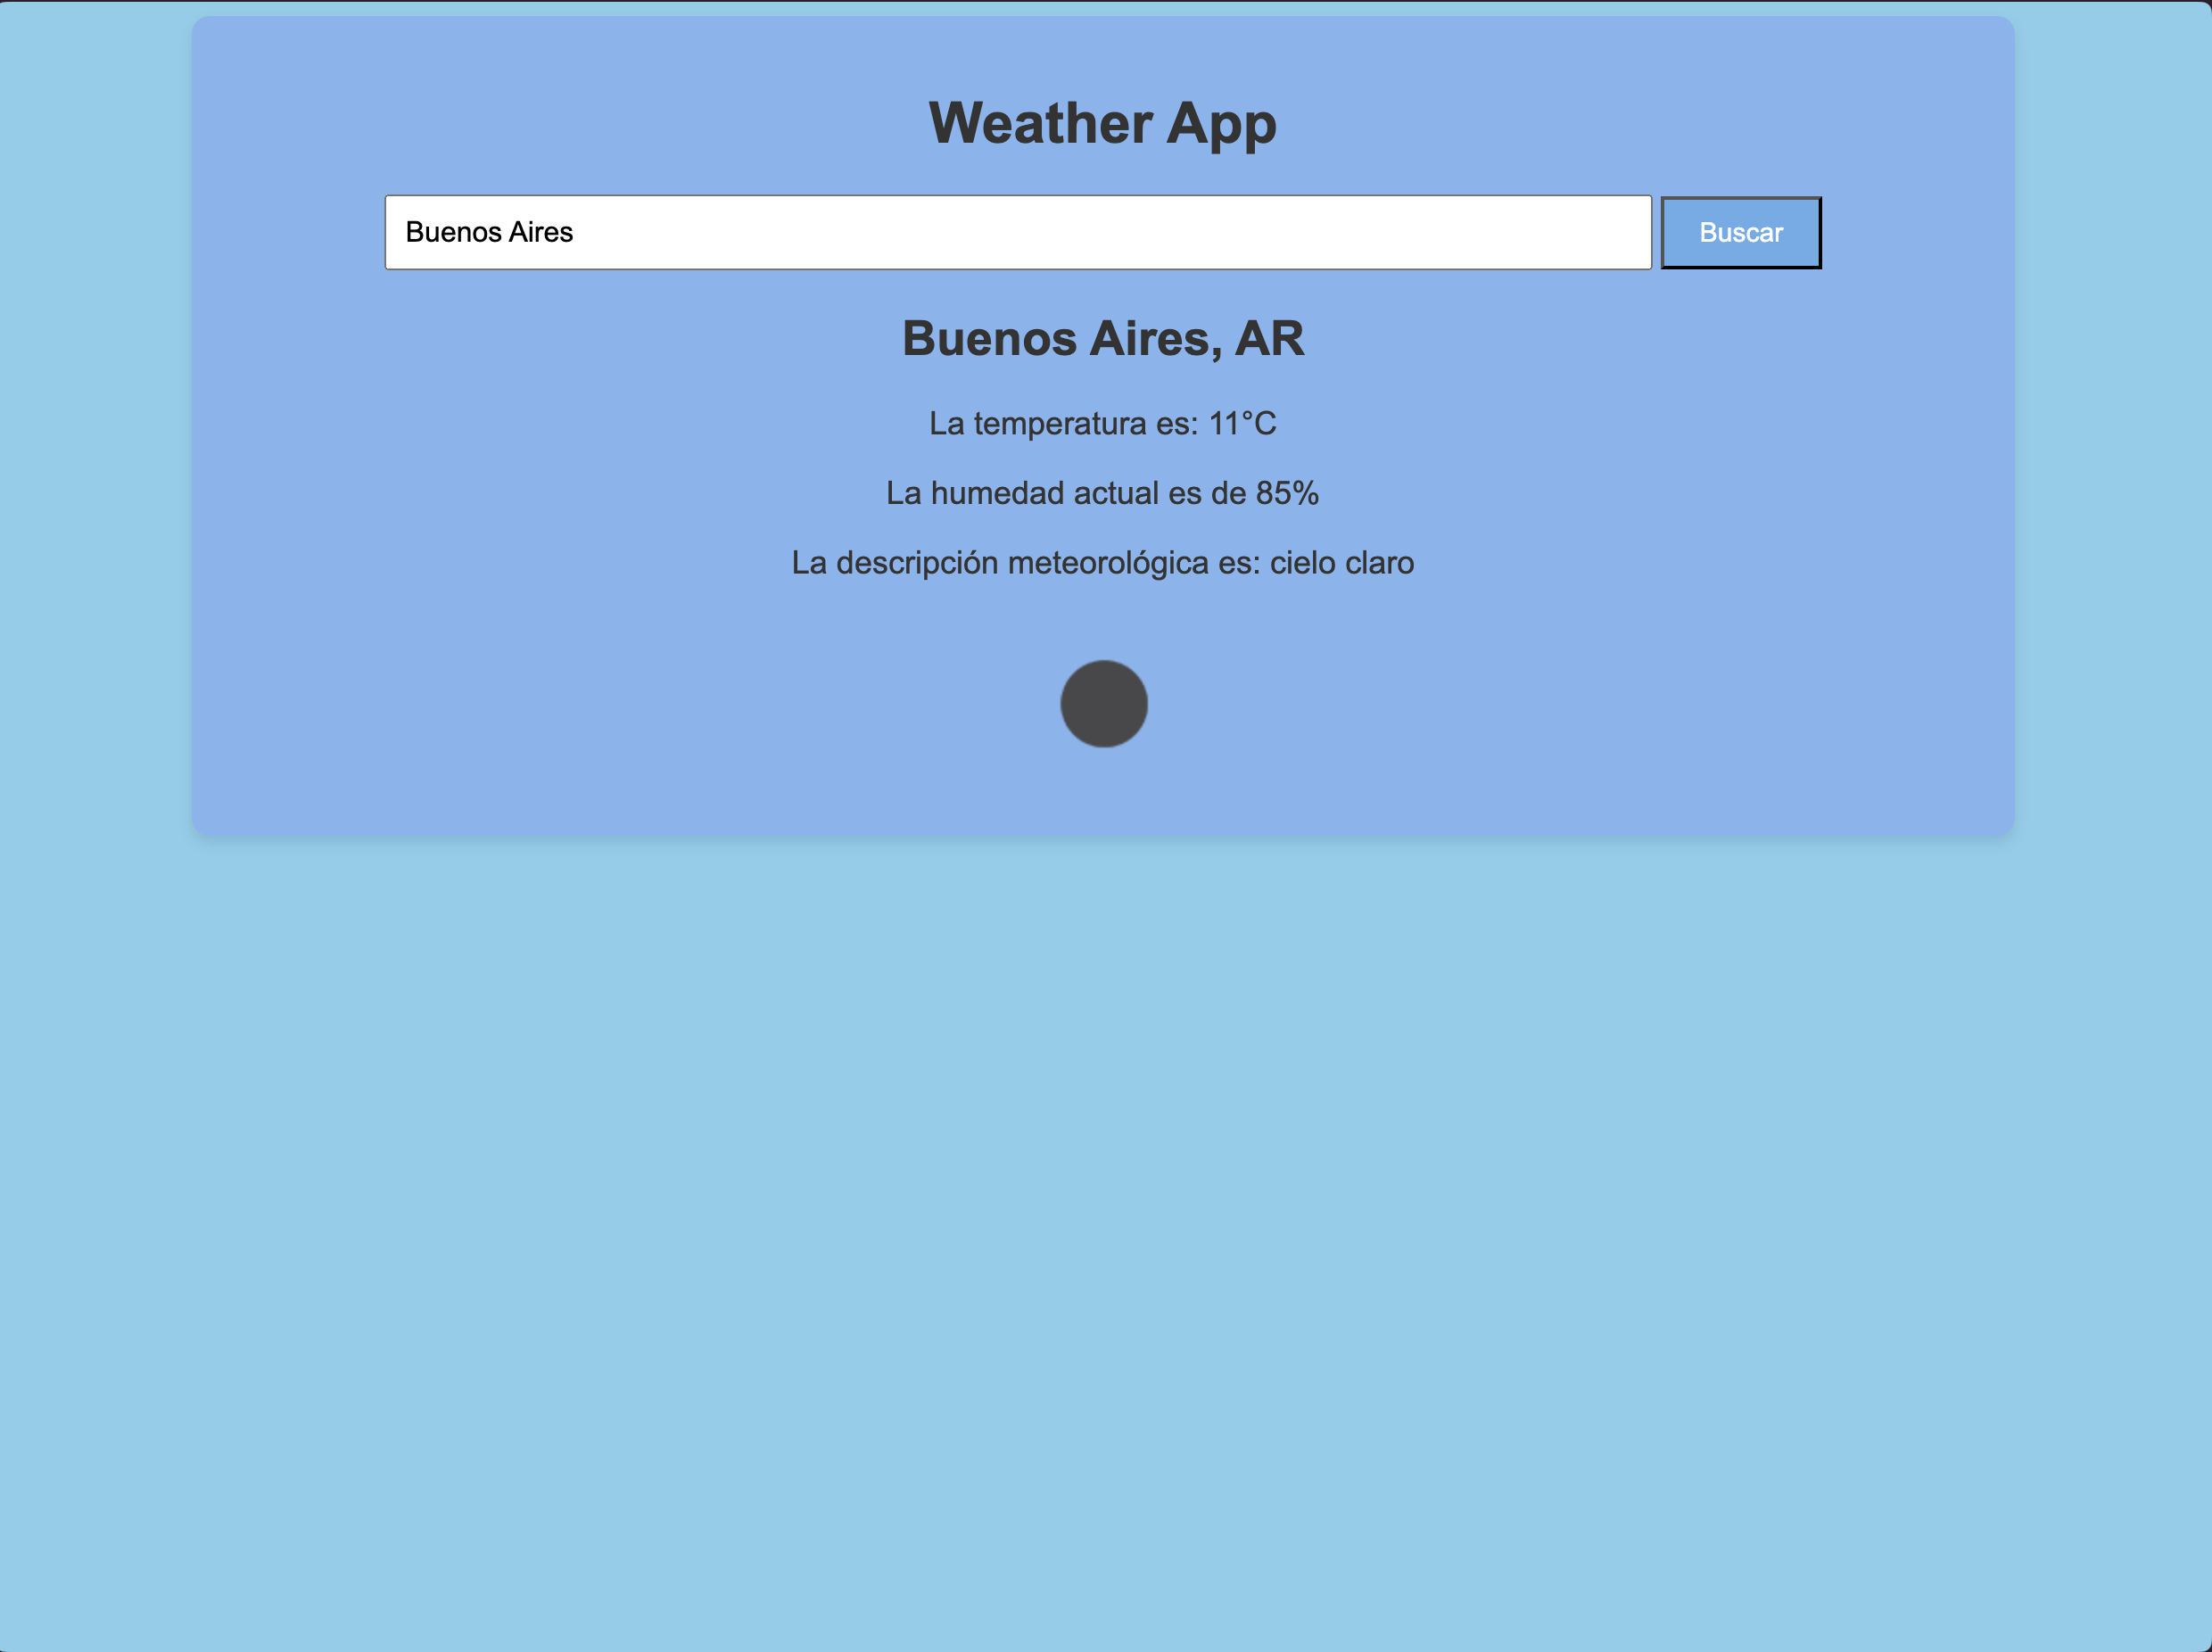 Weather App
Buenos Aires
Buscar
Buenos Aires, AR
La temperatura es: 11°C
La humedad actual es de 85%
La descripción meteorológica es: cielo claro